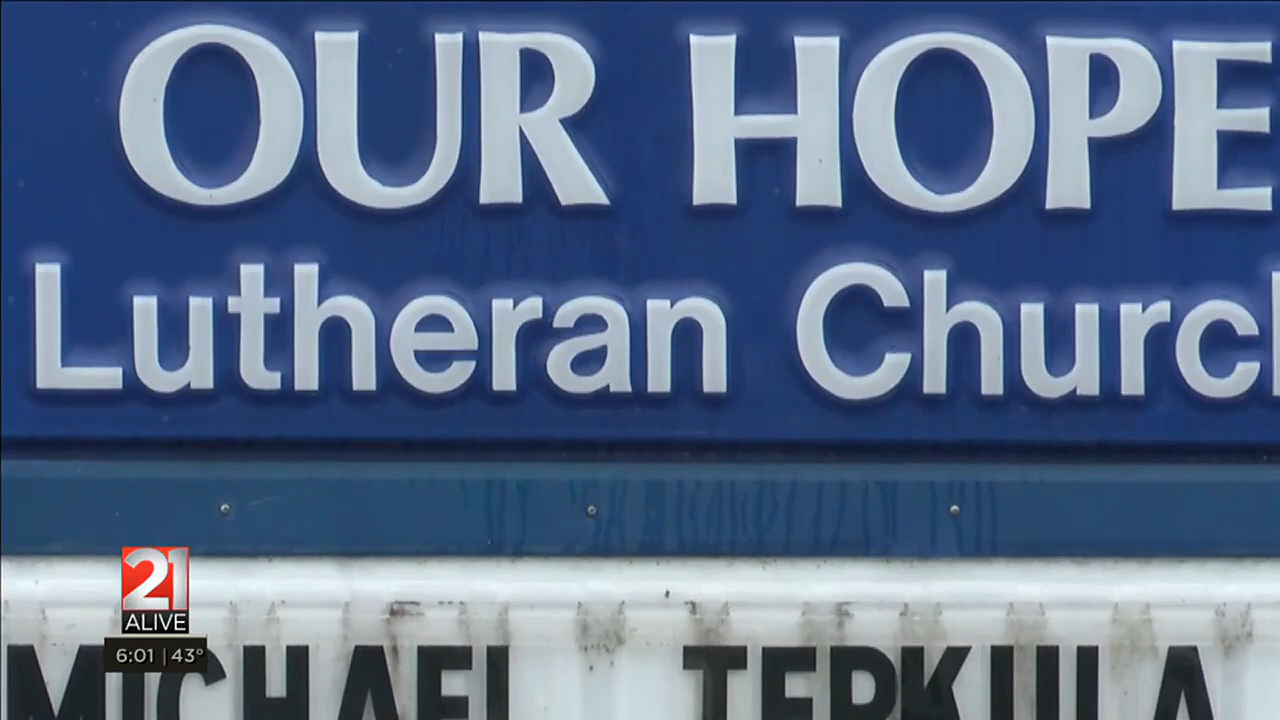 OUR HOPE
Lutheran Churc
MICHAEL TERKULA
21
ALIVE
6:01 | 43°